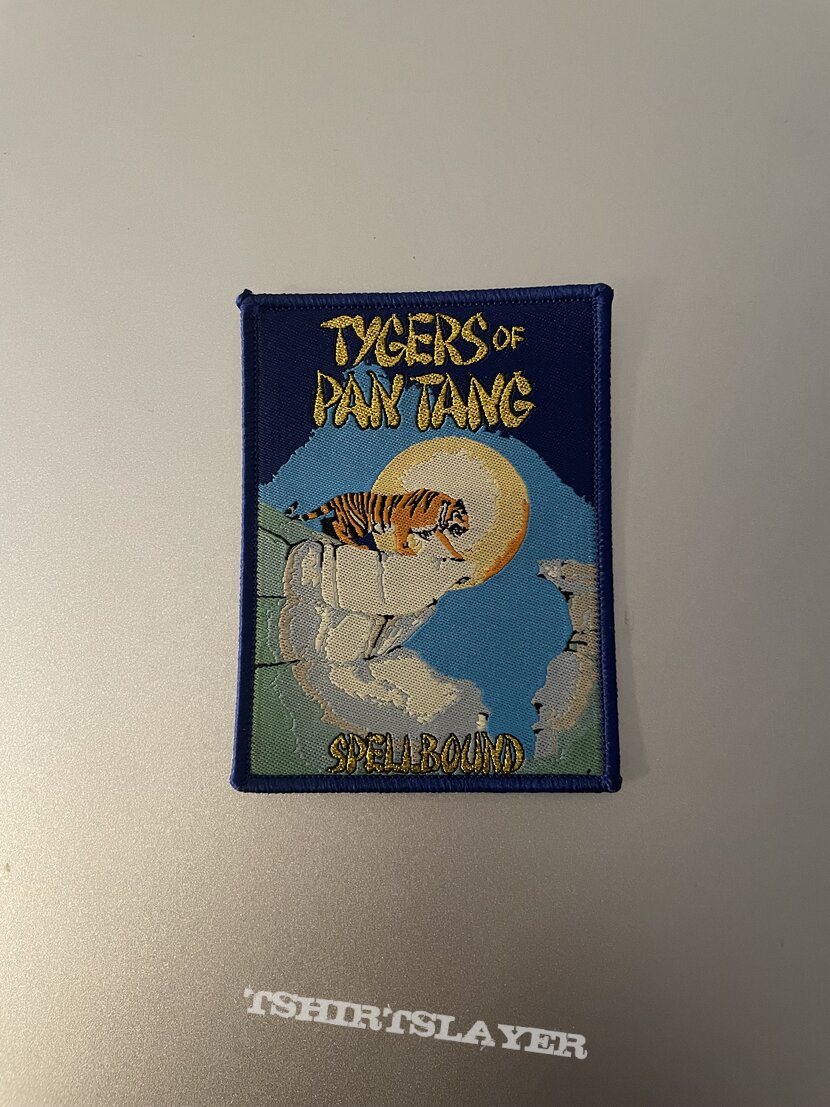 TYGERS OF
PAN TANG
SPELLBOUND
TSHIRTSLAYER